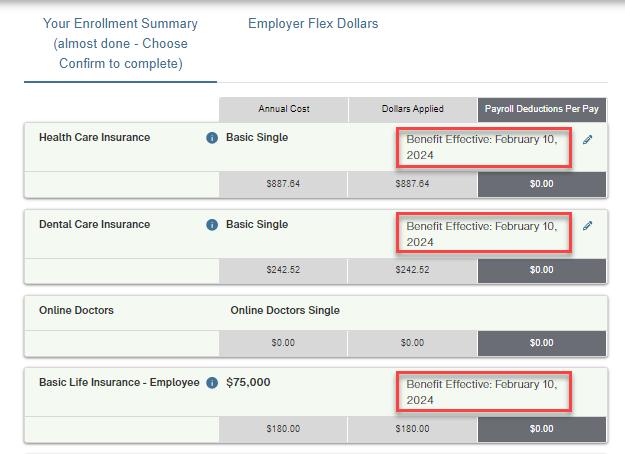 Your Enrollment Summary
(almost done - Choose
Confirm to complete)
Employer Flex Dollars
Annual Cost
Dollars Applied
Payroll Deductions Per Pay
Health Care Insurance
Basic Single
Benefit Effective: February 10,
2024
$887.64
$887.64
$0.00
Dental Care Insurance
Basic Single
Benefit Effective: February 10,
2024
$242.52
$242.52
$0.00
Online Doctors
Online Doctors Single
$0.00
$0.00
$0.00
Basic Life Insurance - Employee
$75,000
Benefit Effective: February 10,
2024
$180.00
$180.00
$0.00